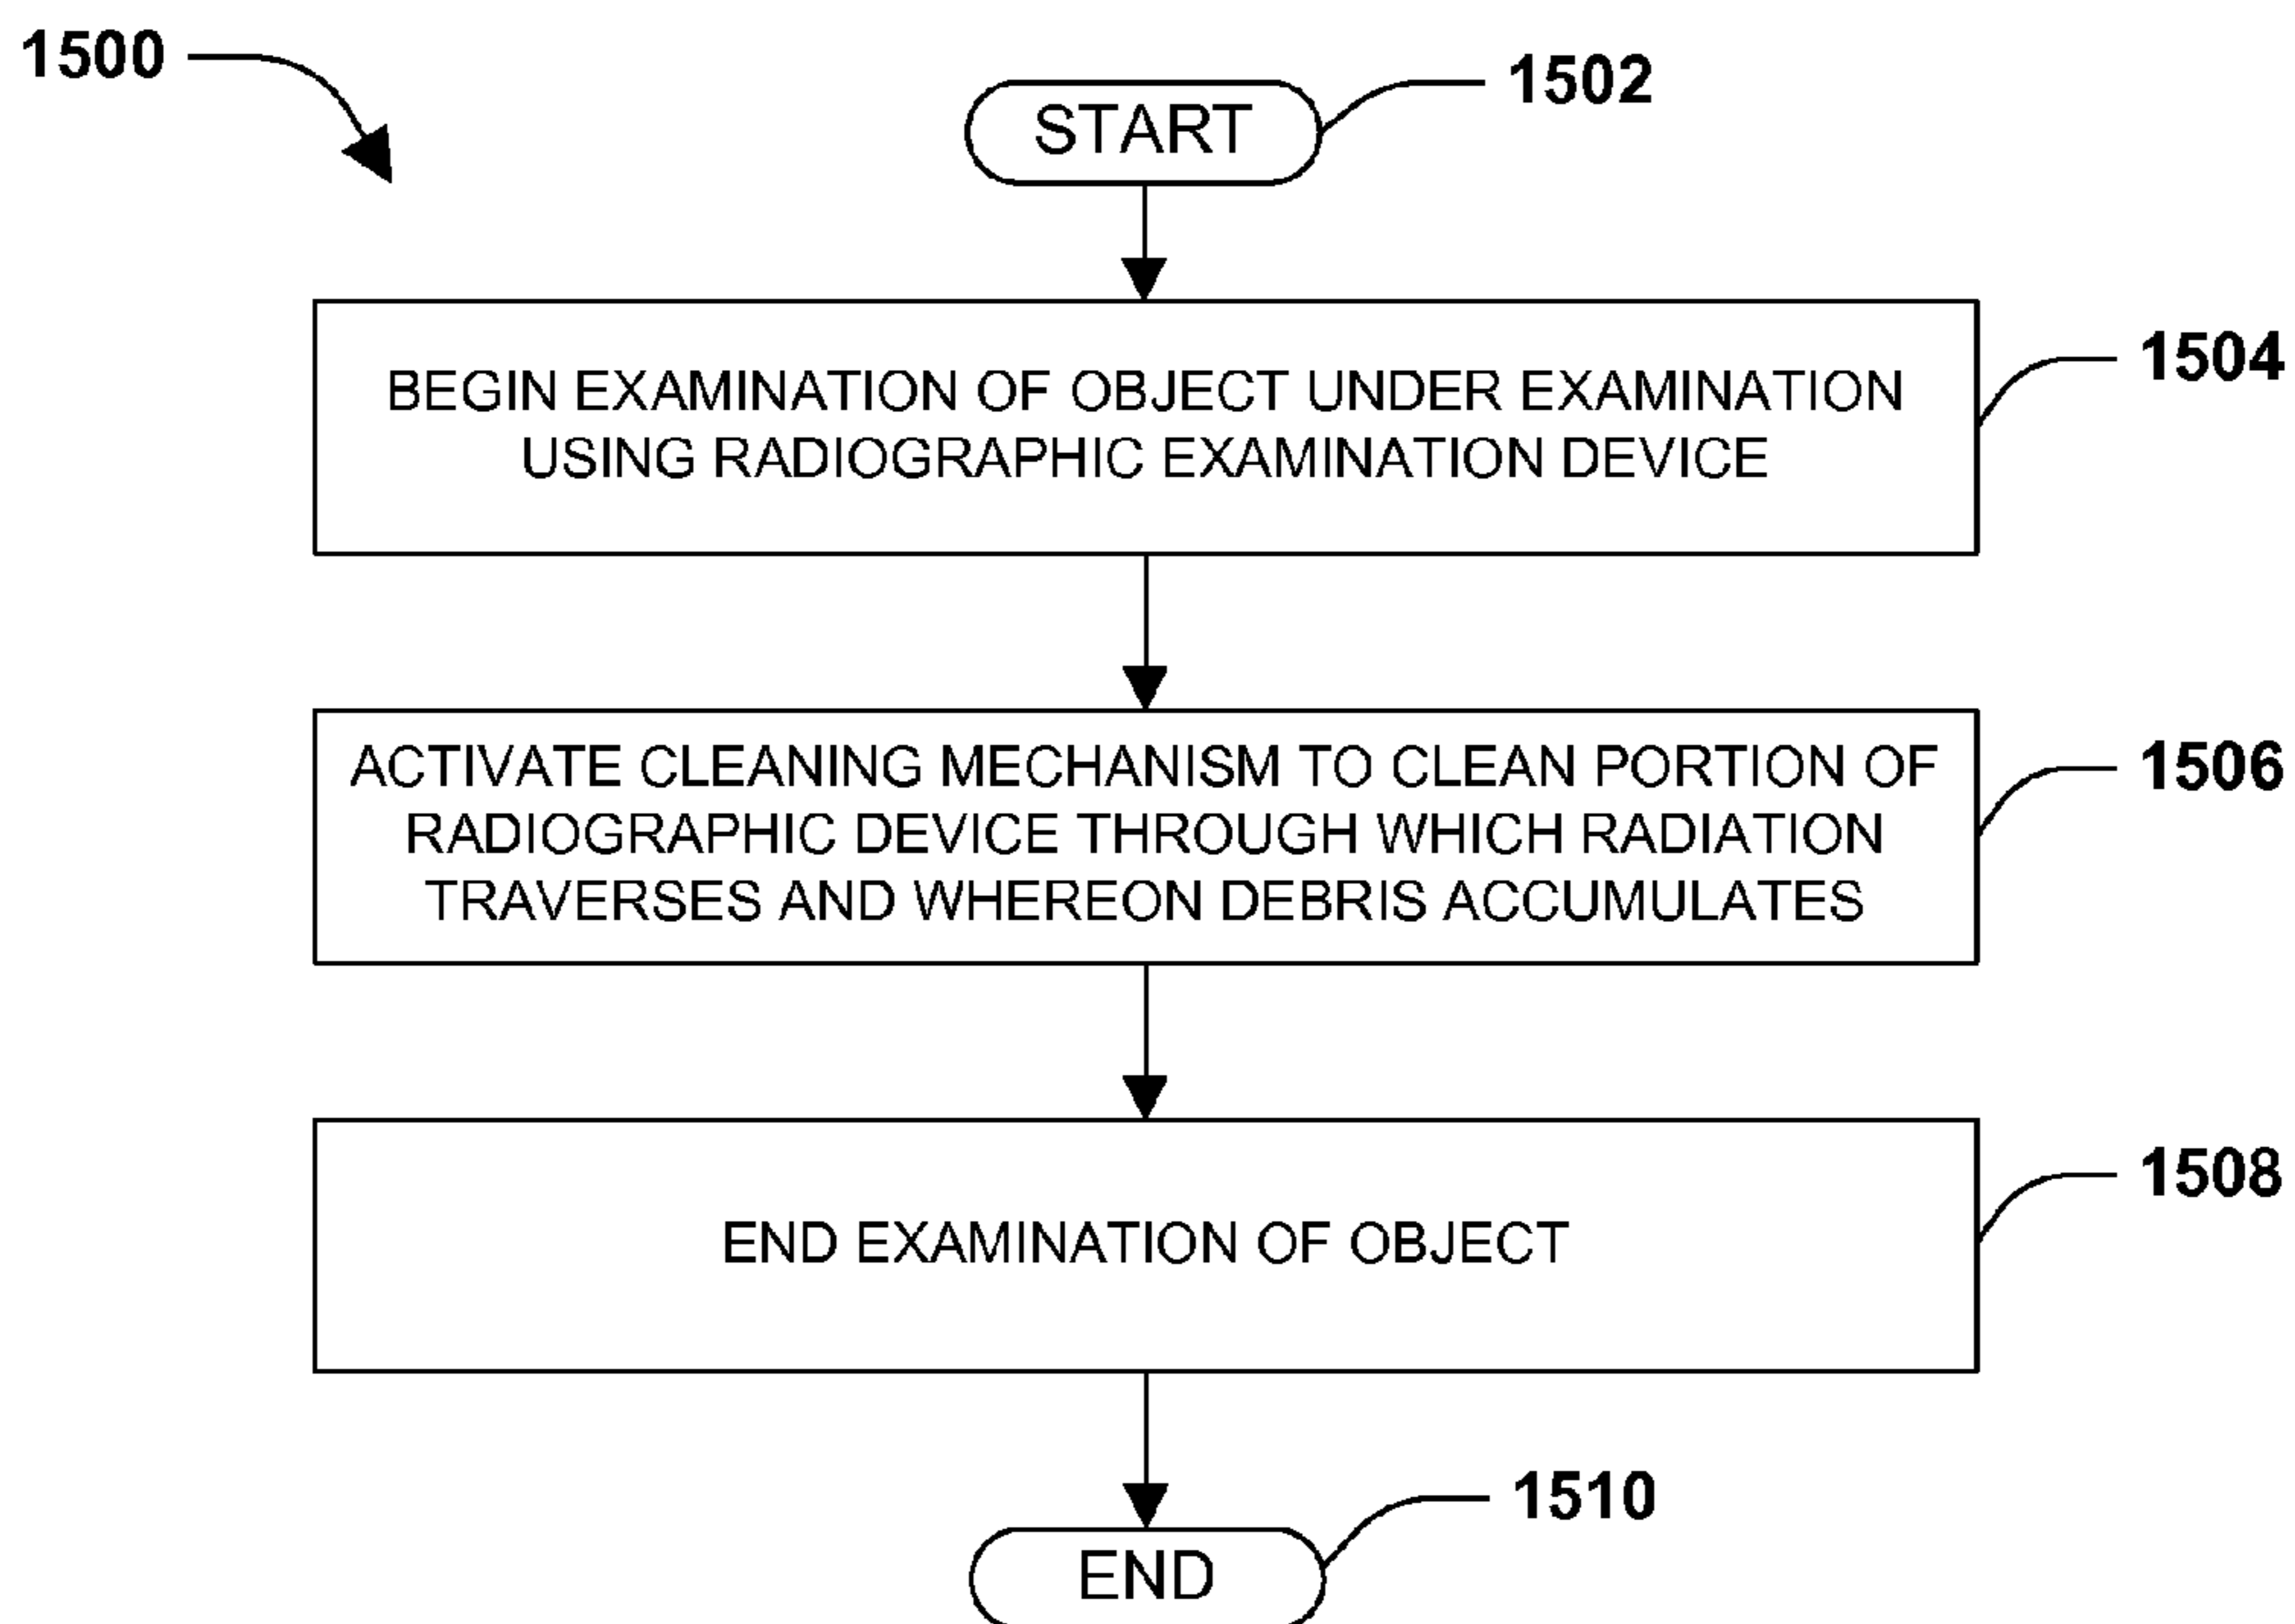 1500
START
1502
BEGIN EXAMINATION OF OBJECT UNDER EXAMINATION
USING RADIOGRAPHIC EXAMINATION DEVICE
1504
ACTIVATE CLEANING MECHANISM TO CLEAN PORTION OF
RADIOGRAPHIC DEVICE THROUGH WHICH RADIATION
TRAVERSES AND WHEREON DEBRIS ACCUMULATES
1506
END EXAMINATION OF OBJECT
1508
END
1510